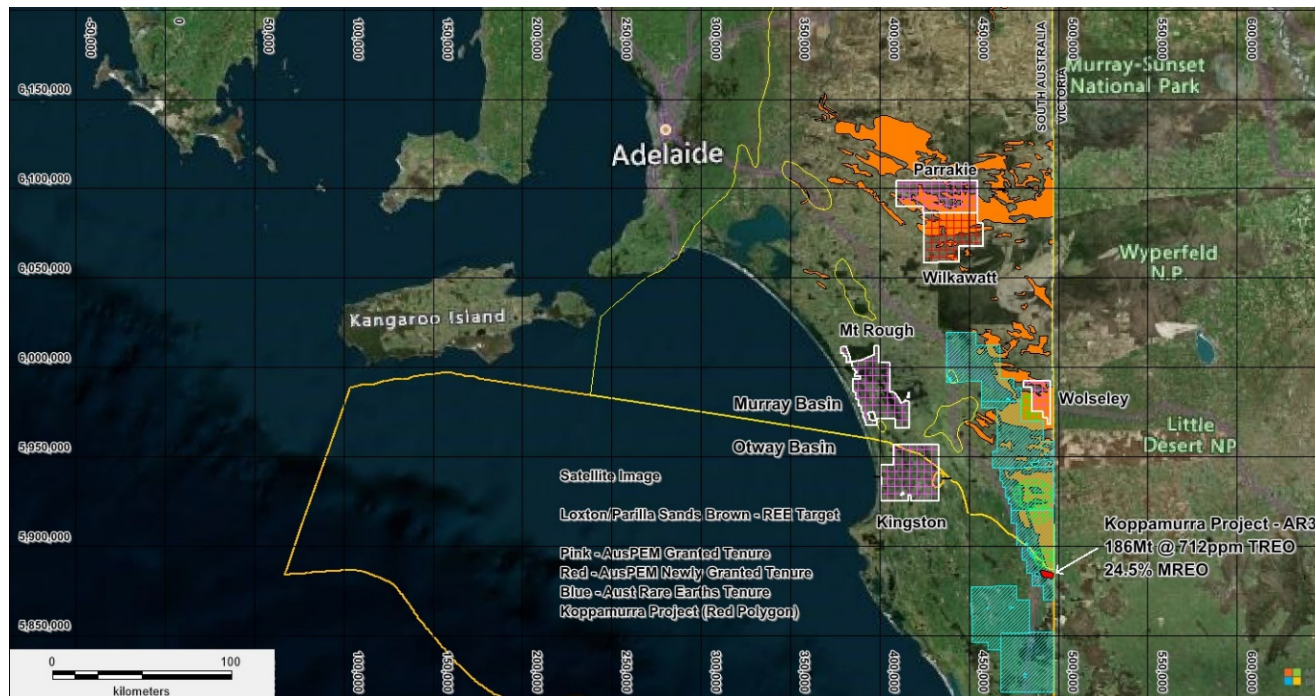 -50,000
0
50,000
100,000
150,000
200,000
250,000
300,000
350,000
400,000
450,000
500,000
550,000
600,000
SOUTH AUSTRALIA
VICTORIA
Murray-Sunset
National Park
6,150,000
Adelaide
Parrakie
6,100,000
Wilkawatt
Wyperfeld
N.P.
6,050,000
Kangaroo Island
Mt Rough
6,000,000
Murray Basin
Wolseley
Little
Desert NP
5,950,000
Otway Basin
Satellite Image
Loxton/Parilla Sands Brown - REE Target
Kingston
Koppamurra Project - AR3
186Mt @ 712ppm TREO
24.5% MREO
5,900,000
Pink - AusPEM Granted Tenure
Red - AusPEM Newly Granted Tenure
Blue - Aust Rare Earths Tenure
Koppamurra Project (Red Polygon)
5,850,000
0 100
kilometers
100,000
150,000
200,000
250,000
300,000
350,000
400,000
450,000
500,000
550,000
600,000